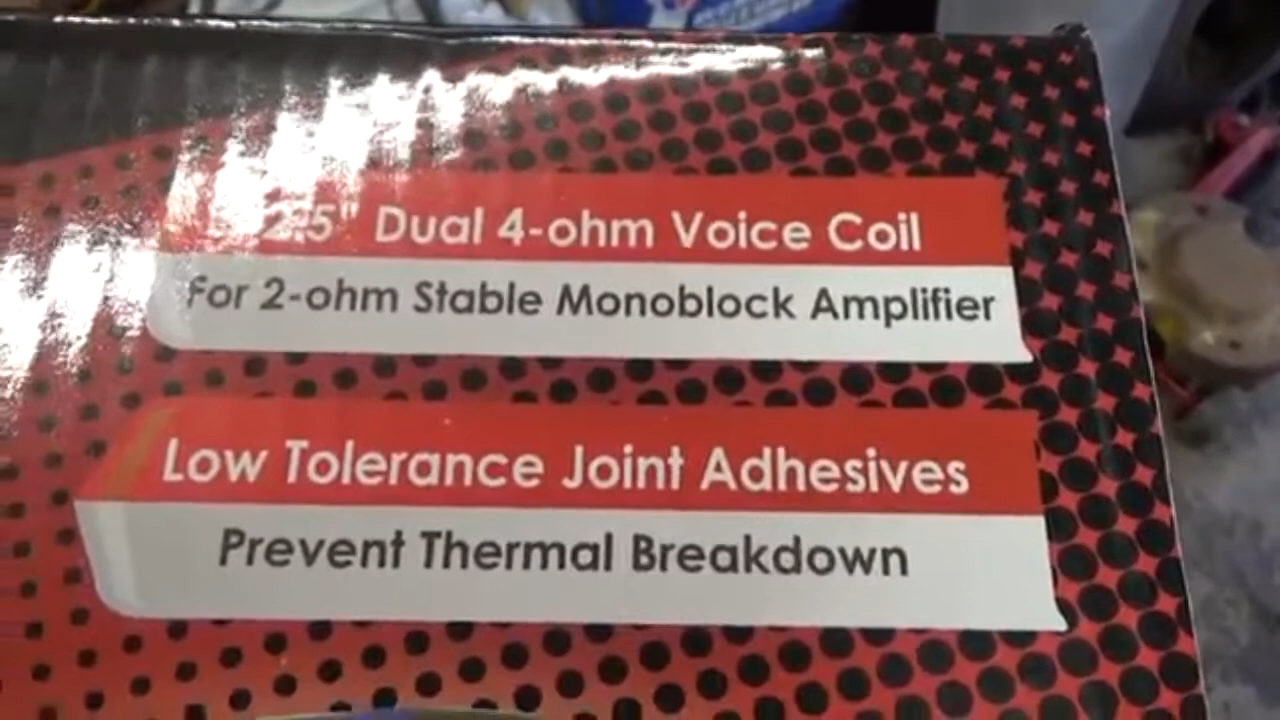 2.5" Dual 4-ohm Voice Coil
For 2-ohm Stable Monoblock Amplifier
Low Tolerance Joint Adhesives
Prevent Thermal Breakdown